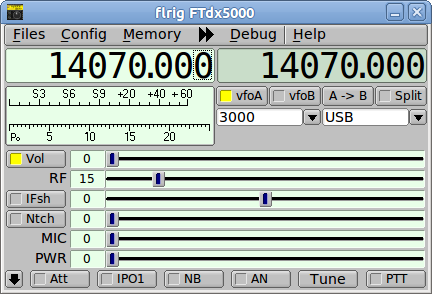 flrig FTdx5000
Files Config Memory Debug Help
14070.000 14070.000
S3 S6 S9 +20 +40 +60
Po 5 10 15 20
vfoA vfoB A -> B Split
3000 USB
Vol 0
RF 15
IFsh 0
Ntch 0
MIC 0
PWR 0
Att IPO1 NB AN Tune PTT